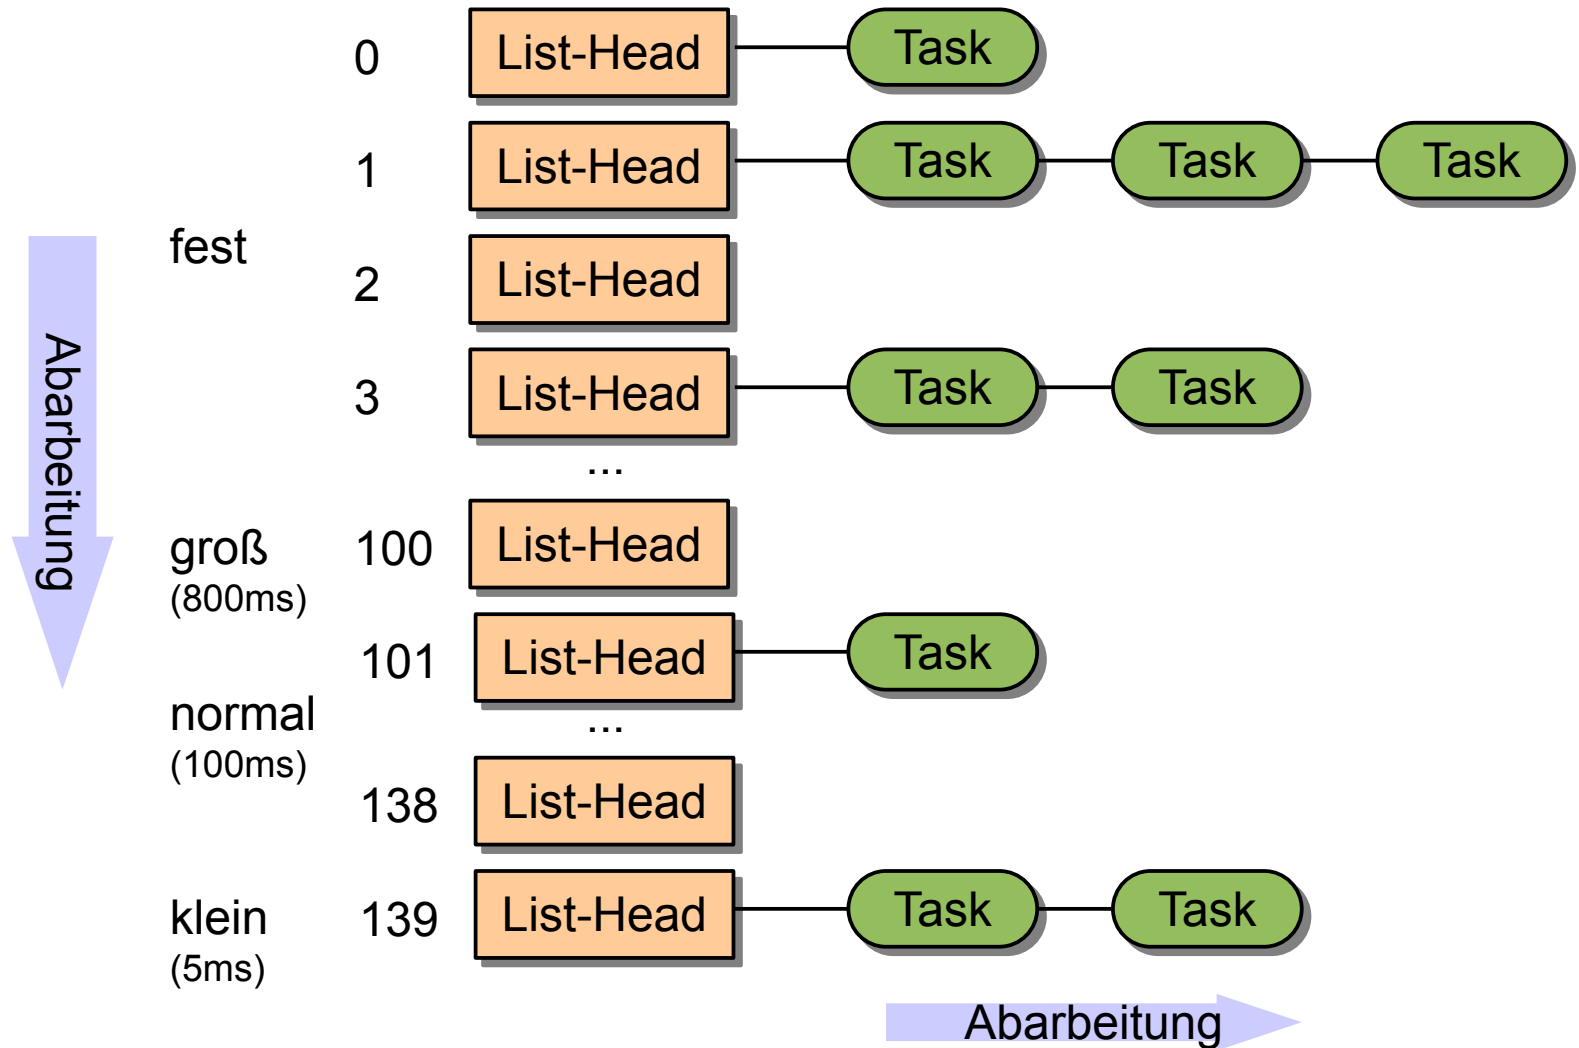 0 List-Head Task
1 List-Head Task Task Task
fest
2 List-Head
3 List-Head Task Task
Abarbeitung
...
groß 100 List-Head
(800ms)
101 List-Head Task
normal
...
(100ms)
138 List-Head
klein 139 List-Head Task Task
(5ms)
Abarbeitung